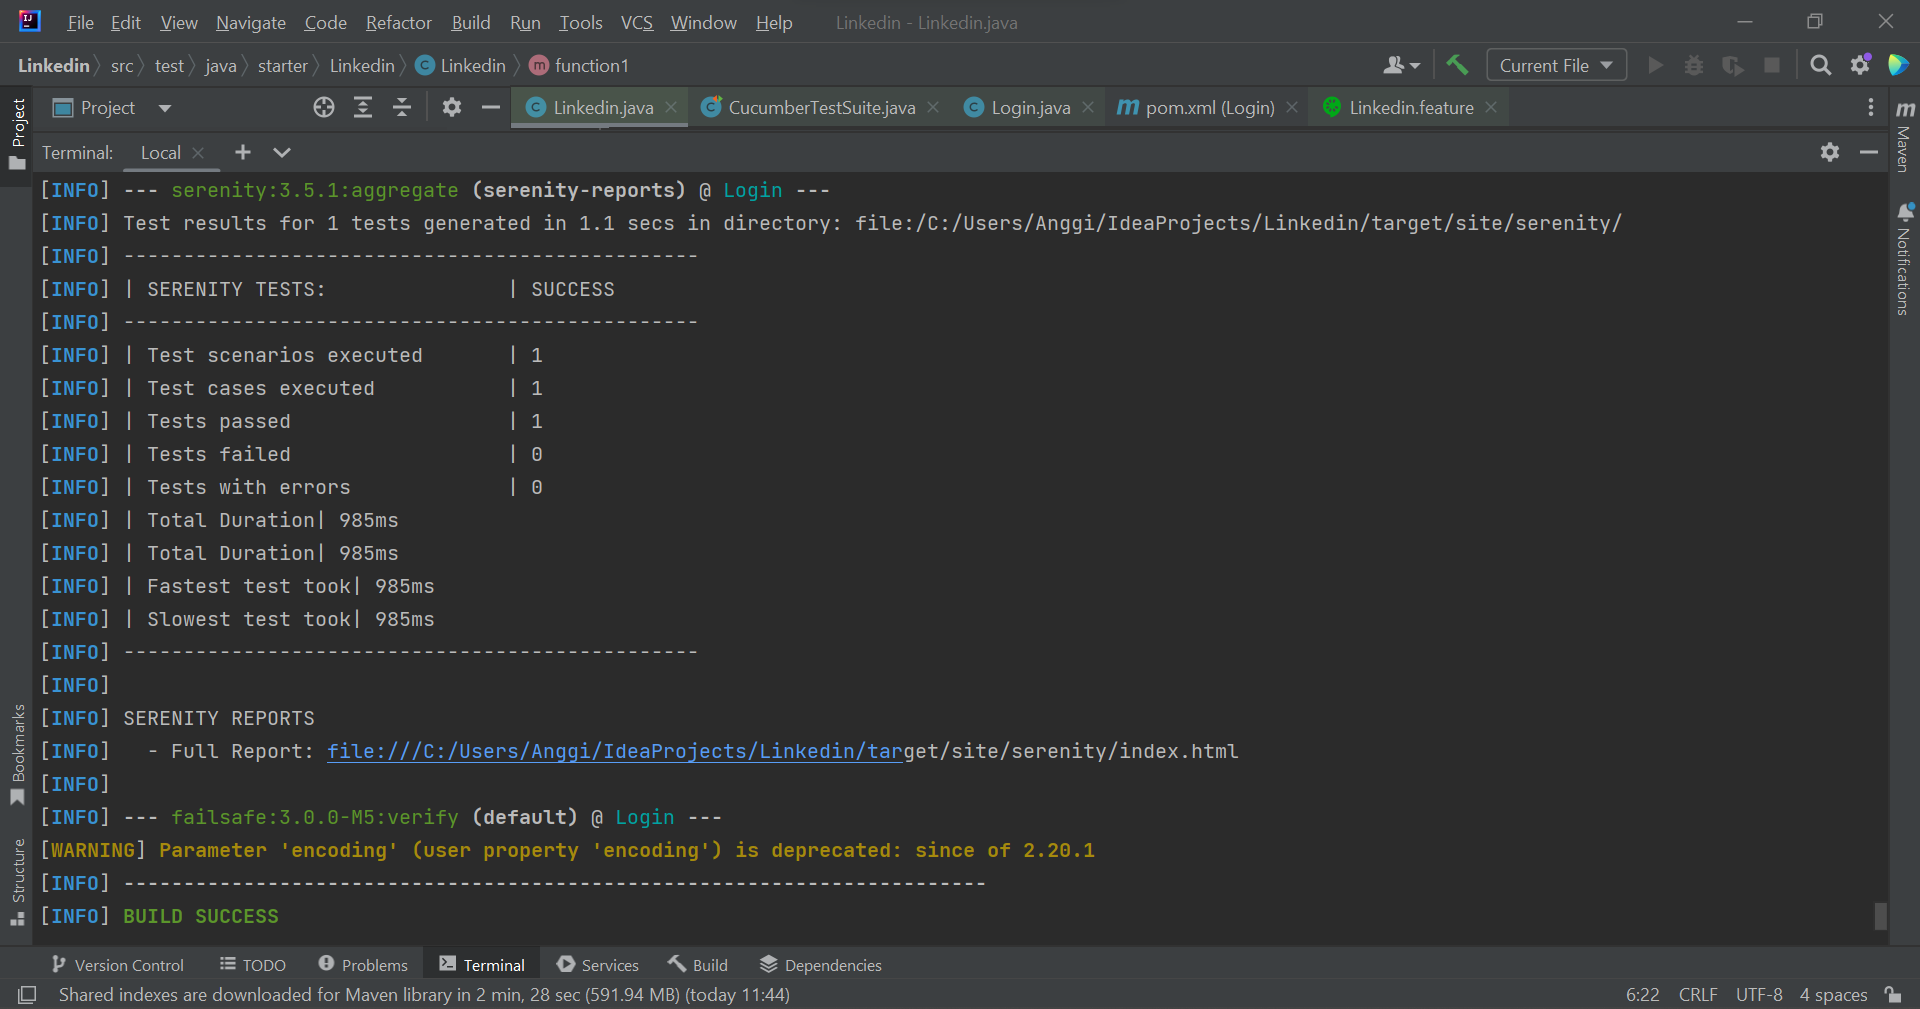 File Edit View Navigate Code Refactor Build Run Tools VCS Window Help Linkedin - Linkedin.java
Linkedin src test java starter Linkedin C Linkedin m function1 Current File
Project Linkedin.java CucumberTestSuite.java Login.java pom.xml (Login) Linkedin.feature
Terminal: Local
[INFO] --- serenity:3.5.1:aggregate (serenity-reports) @ Login ---
[INFO] Test results for 1 tests generated in 1.1 secs in directory: file:/C:/Users/Anggi/IdeaProjects/Linkedin/target/site/serenity/
[INFO] ------------------------------------------------
[INFO] | SERENITY TESTS:               | SUCCESS
[INFO] ------------------------------------------------
[INFO] | Test scenarios executed       | 1
[INFO] | Test cases executed           | 1
[INFO] | Tests passed                  | 1
[INFO] | Tests failed                  | 0
[INFO] | Tests with errors             | 0
[INFO] | Total Duration| 985ms
[INFO] | Total Duration| 985ms
[INFO] | Fastest test took| 985ms
[INFO] | Slowest test took| 985ms
[INFO] ------------------------------------------------
[INFO]
[INFO] SERENITY REPORTS
[INFO]   - Full Report: file:///C:/Users/Anggi/IdeaProjects/Linkedin/target/site/serenity/index.html
[INFO]
[INFO] --- failsafe:3.0.0-M5:verify (default) @ Login ---
[WARNING] Parameter 'encoding' (user property 'encoding') is deprecated: since of 2.20.1
[INFO] ------------------------------------------------------------------------
[INFO] BUILD SUCCESS
Project
Bookmarks
Structure
Maven
Notifications
Version Control TODO Problems Terminal Services Build Dependencies
Shared indexes are downloaded for Maven library in 2 min, 28 sec (591.94 MB) (today 11:44) 6:22 CRLF UTF-8 4 spaces